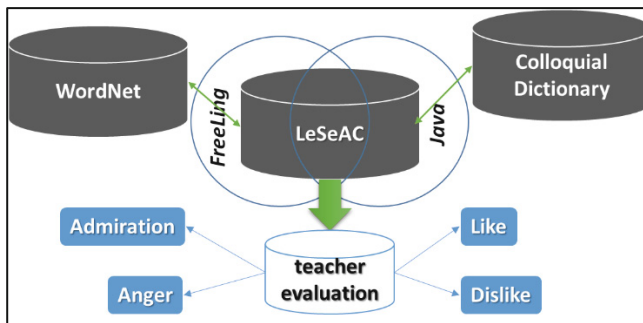 WordNet
FreeLing
LeSeAC
Java
Colloquial
Dictionary
Admiration
Anger
teacher
evaluation
Like
Dislike